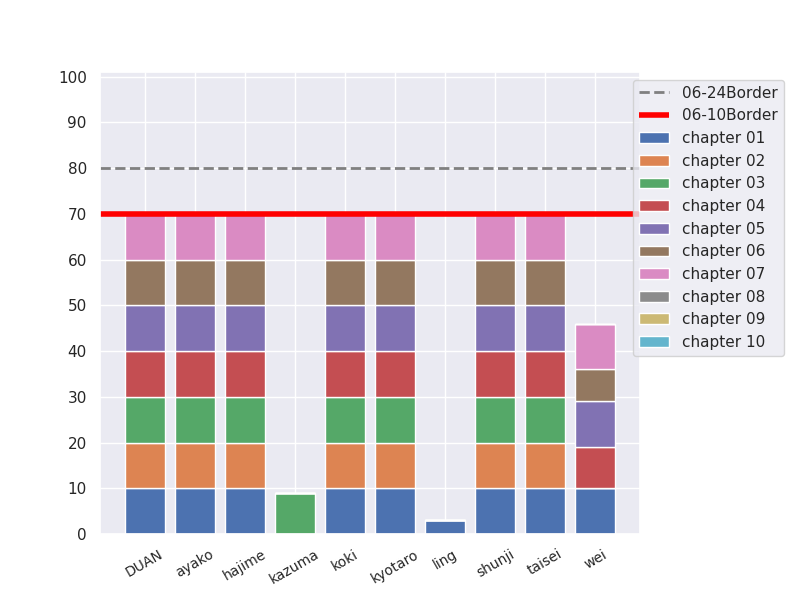 100
90
80
70
60
50
40
30
20
10
0
DUAN
ayako
hajime
kazuma
koki
kyotaro
ling
shunji
taisei
wei
06-24Border
06-10Border
chapter 01
chapter 02
chapter 03
chapter 04
chapter 05
chapter 06
chapter 07
chapter 08
chapter 09
chapter 10